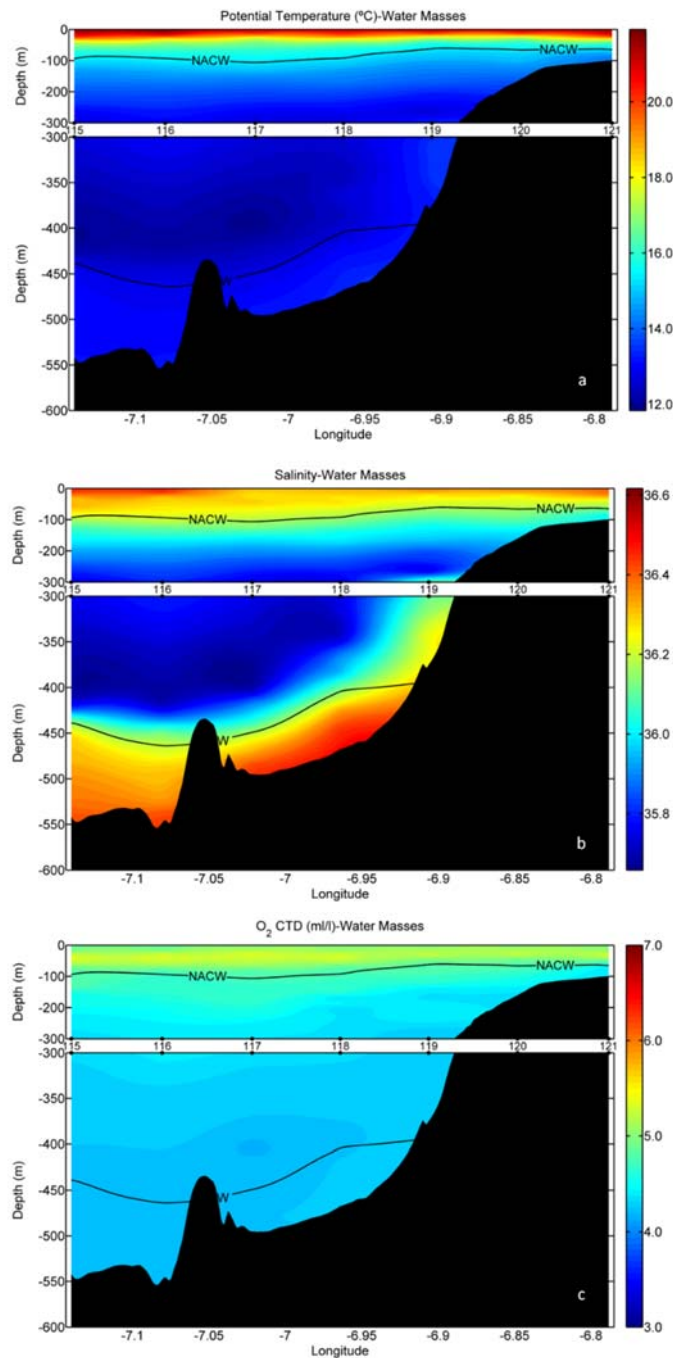 Potential Temperature (ºC)-Water Masses
0
-100
-200
-300
Depth (m)
NACW
NACW
115 116 117 118 119 120 121
-300
-350
-400
-450
-500
-550
-600
Depth (m)
W
-7.1 -7.05 -7 -6.95 -6.9 -6.85 -6.8
Longitude
a
20.0
18.0
16.0
14.0
12.0
Salinity-Water Masses
0
-100
-200
-300
Depth (m)
NACW
NACW
115 116 117 118 119 120 121
-300
-350
-400
-450
-500
-550
-600
Depth (m)
W
-7.1 -7.05 -7 -6.95 -6.9 -6.85 -6.8
Longitude
b
36.6
36.4
36.2
36.0
35.8
O2 CTD (ml/l)-Water Masses
0
-100
-200
-300
Depth (m)
NACW
NACW
115 116 117 118 119 120 121
-300
-350
-400
-450
-500
-550
-600
Depth (m)
W
-7.1 -7.05 -7 -6.95 -6.9 -6.85 -6.8
Longitude
c
7.0
6.0
5.0
4.0
3.0